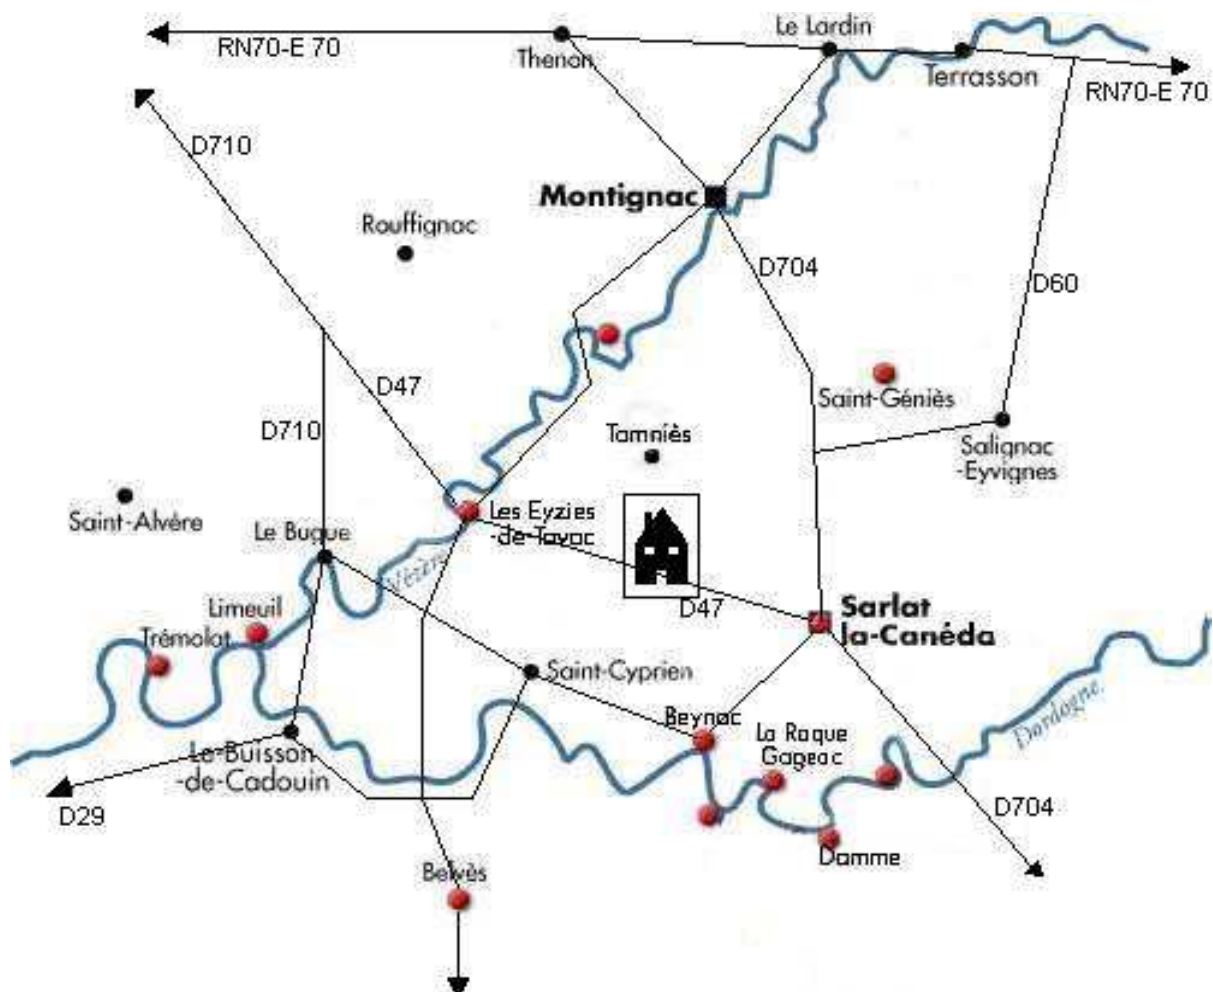 Le Lardin
RN70-E 70
Thenon
Terrasson
RN70-E 70
D710
Montignac
Rouffignac
D704
D60
D47
Saint-Géniès
D710
Tamniès
Salignac
-Eyvignes
Saint-Alvère
Les Eyzies
-de-Tayac
Le Bugue
Vézère
Limeuil
D47
Sarlat
la-Canéda
Trémolat
Saint-Cyprien
Beynac
La Roque
Gageac
Dordogne
Le-Buisson
-de-Cadouin
D29
D704
Damme
Belvès